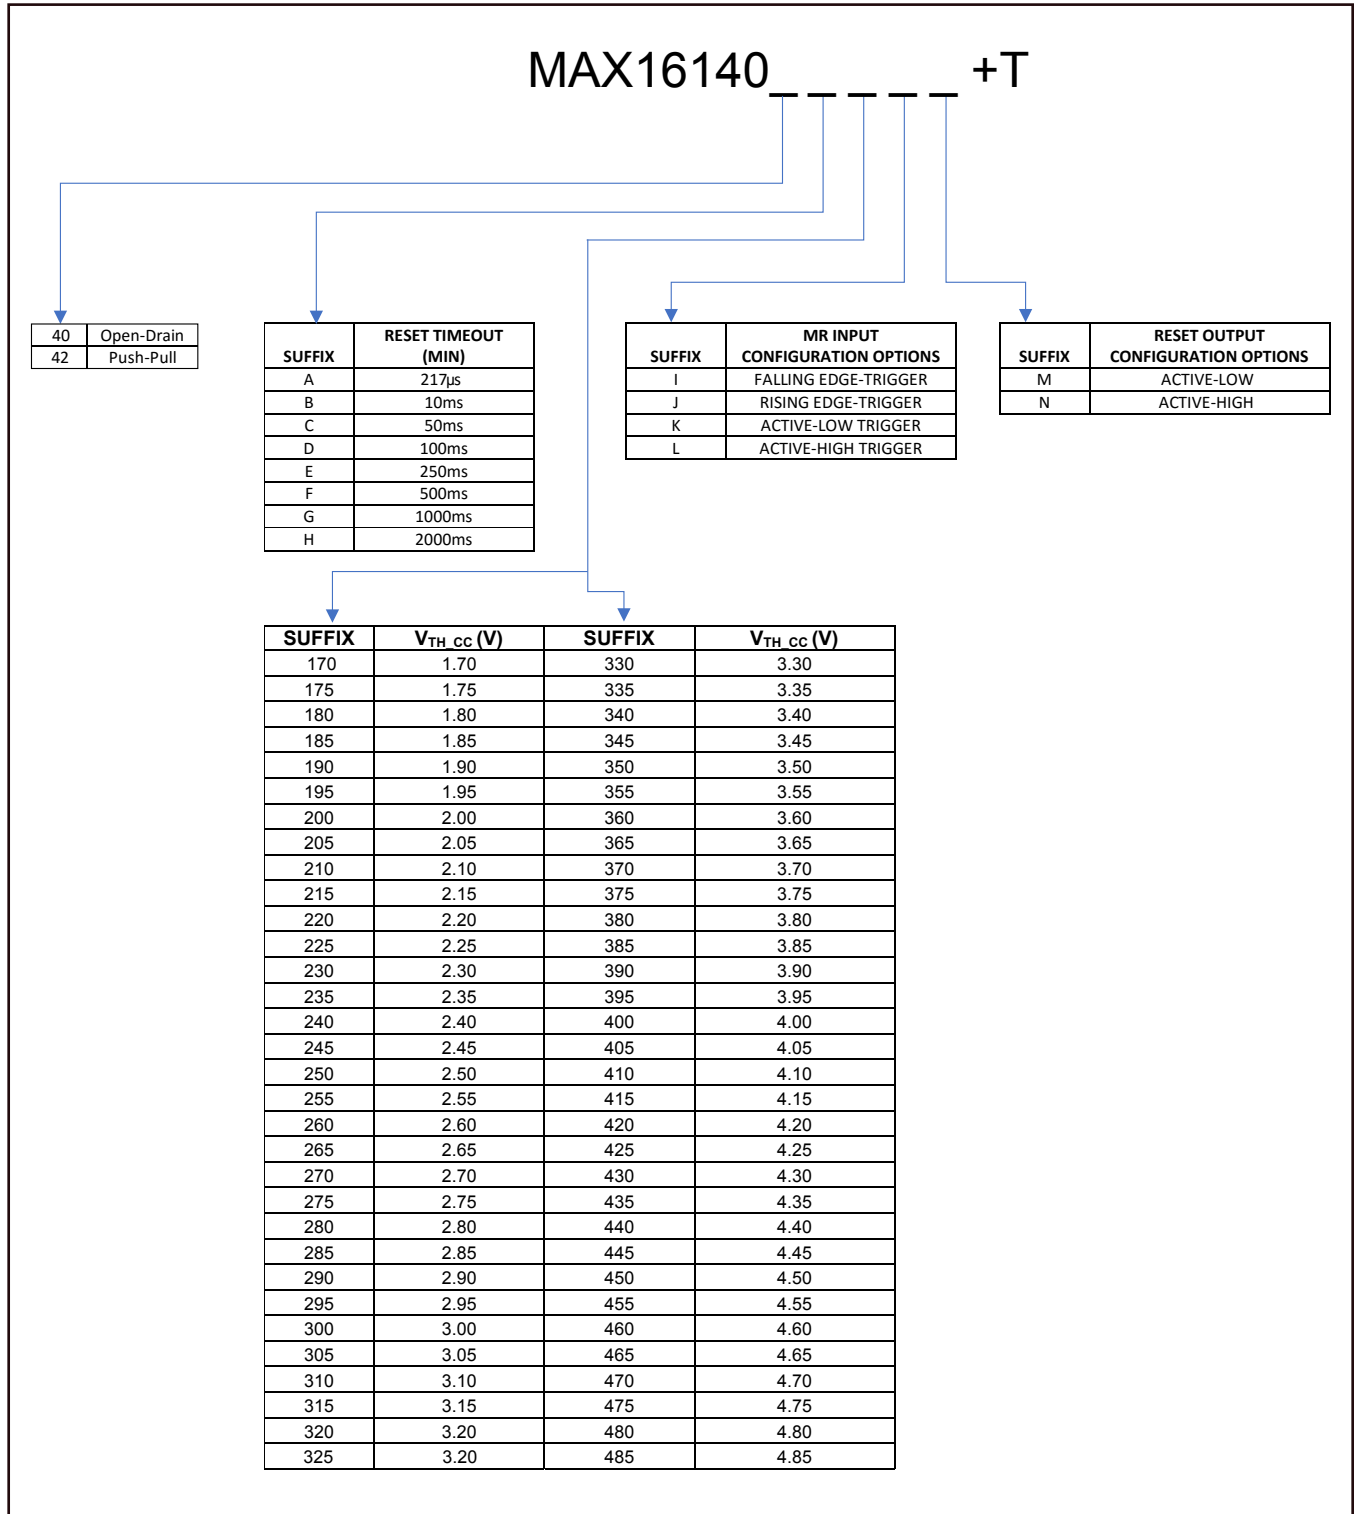 MAX16140_ _ _ _ _ +T
40 Open-Drain
42 Push-Pull
SUFFIX RESET TIMEOUT (MIN)
A 217µs
B 10ms
C 50ms
D 100ms
E 250ms
F 500ms
G 1000ms
H 2000ms
SUFFIX MR INPUT CONFIGURATION OPTIONS
I FALLING EDGE-TRIGGER
J RISING EDGE-TRIGGER
K ACTIVE-LOW TRIGGER
L ACTIVE-HIGH TRIGGER
SUFFIX RESET OUTPUT CONFIGURATION OPTIONS
M ACTIVE-LOW
N ACTIVE-HIGH
SUFFIX VTH_CC (V) SUFFIX VTH_CC (V)
170 1.70 330 3.30
175 1.75 335 3.35
180 1.80 340 3.40
185 1.85 345 3.45
190 1.90 350 3.50
195 1.95 355 3.55
200 2.00 360 3.60
205 2.05 365 3.65
210 2.10 370 3.70
215 2.15 375 3.75
220 2.20 380 3.80
225 2.25 385 3.85
230 2.30 390 3.90
235 2.35 395 3.95
240 2.40 400 4.00
245 2.45 405 4.05
250 2.50 410 4.10
255 2.55 415 4.15
260 2.60 420 4.20
265 2.65 425 4.25
270 2.70 430 4.30
275 2.75 435 4.35
280 2.80 440 4.40
285 2.85 445 4.45
290 2.90 450 4.50
295 2.95 455 4.55
300 3.00 460 4.60
305 3.05 465 4.65
310 3.10 470 4.70
315 3.15 475 4.75
320 3.20 480 4.80
325 3.20 485 4.85